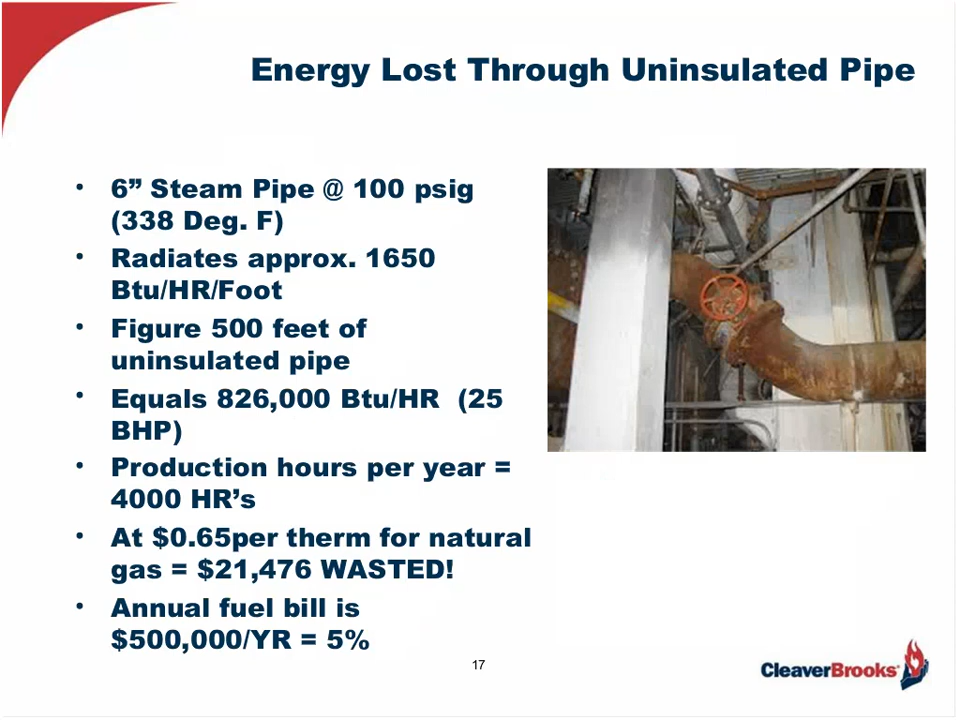 Energy Lost Through Uninsulated Pipe
• 6” Steam Pipe @ 100 psig
(338 Deg. F)
• Radiates approx. 1650
Btu/HR/Foot
• Figure 500 feet of
uninsulated pipe
• Equals 826,000 Btu/HR  (25
BHP)
• Production hours per year =
4000 HR’s
• At $0.65per therm for natural
gas = $21,476 WASTED!
• Annual fuel bill is
$500,000/YR = 5%
17
CleaverBrooks